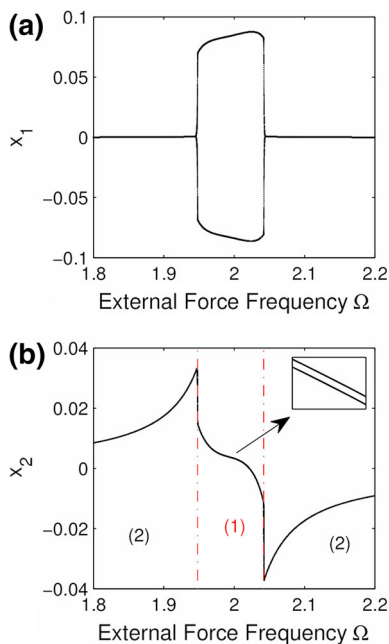 (a)
0.1
0.05
0
−0.05
−0.1
x1
1.8 1.9 2 2.1 2.2
External Force Frequency Ω
(b)
0.04
0.02
0
−0.02
−0.04
x2
(2) (1) (2)
1.8 1.9 2 2.1 2.2
External Force Frequency Ω